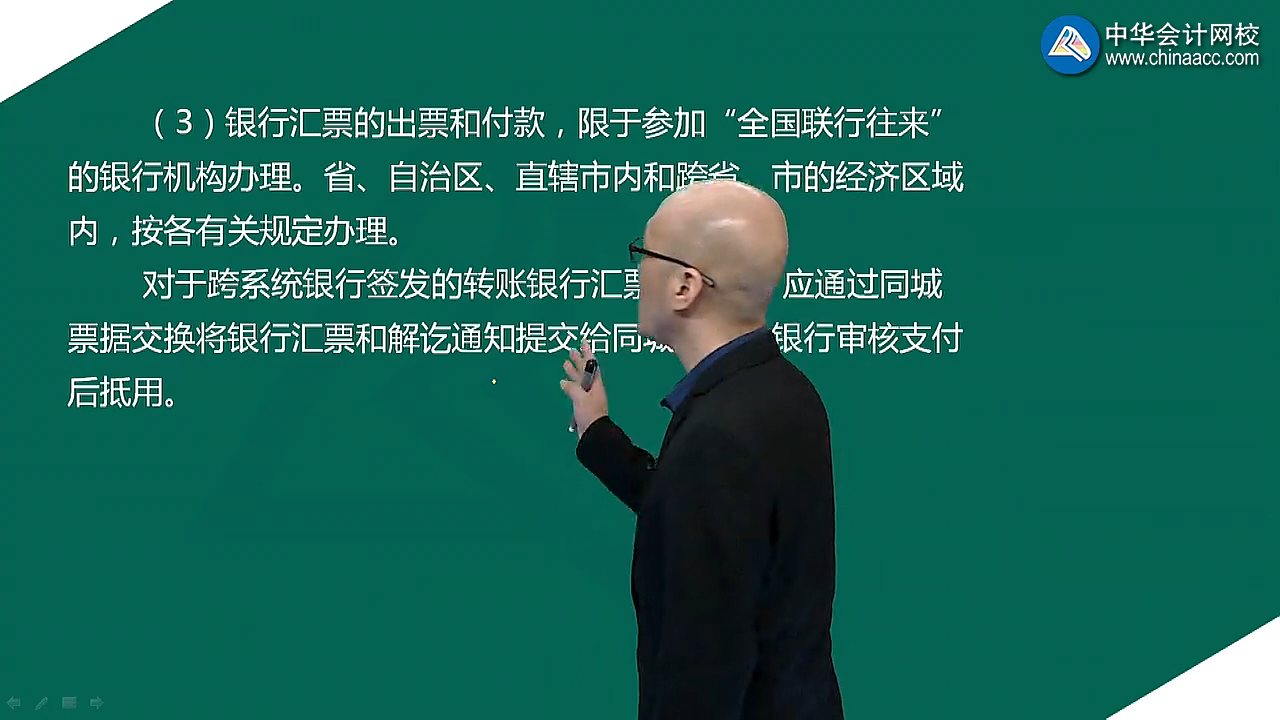 中华会计网校
www.chinaacc.com
（3）银行汇票的出票和付款，限于参加“全国联行往来”
的银行机构办理。省、自治区、直辖市内和跨省、市的经济区域
内，按各有关规定办理。
对于跨系统银行签发的转账银行汇票 应通过同城
票据交换将银行汇票和解讫通知提交给同城 银行审核支付
后抵用。